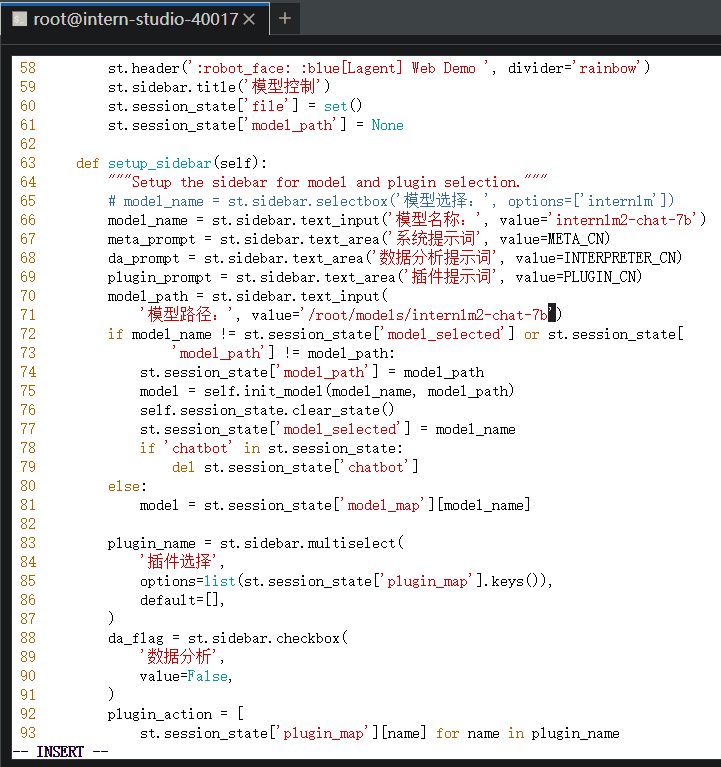 root@intern-studio-40017
58 st.header(':robot_face: :blue[Lagent] Web Demo ', divider='rainbow')
59 st.sidebar.title('模型控制')
60 st.session_state['file'] = set()
61 st.session_state['model_path'] = None
62
63 def setup_sidebar(self):
64 """Setup the sidebar for model and plugin selection."""
65 # model_name = st.sidebar.selectbox('模型选择：', options=['internlm'])
66 model_name = st.sidebar.text_input('模型名称：', value='internlm2-chat-7b')
67 meta_prompt = st.sidebar.text_area('系统提示词', value=META_CN)
68 da_prompt = st.sidebar.text_area('数据分析提示词', value=INTERPRETER_CN)
69 plugin_prompt = st.sidebar.text_area('插件提示词', value=PLUGIN_CN)
70 model_path = st.sidebar.text_input(
71 '模型路径：', value='/root/models/internlm2-chat-7b')
72 if model_name != st.session_state['model_selected'] or st.session_state[
73 'model_path'] != model_path:
74 st.session_state['model_path'] = model_path
75 model = self.init_model(model_name, model_path)
76 self.session_state.clear_state()
77 st.session_state['model_selected'] = model_name
78 if 'chatbot' in st.session_state:
79 del st.session_state['chatbot']
80 else:
81 model = st.session_state['model_map'][model_name]
82
83 plugin_name = st.sidebar.multiselect(
84 '插件选择',
85 options=list(st.session_state['plugin_map'].keys()),
86 default=[],
87 )
88 da_flag = st.sidebar.checkbox(
89 '数据分析',
90 value=False,
91 )
92 plugin_action = [
93 st.session_state['plugin_map'][name] for name in plugin_name
-- INSERT --